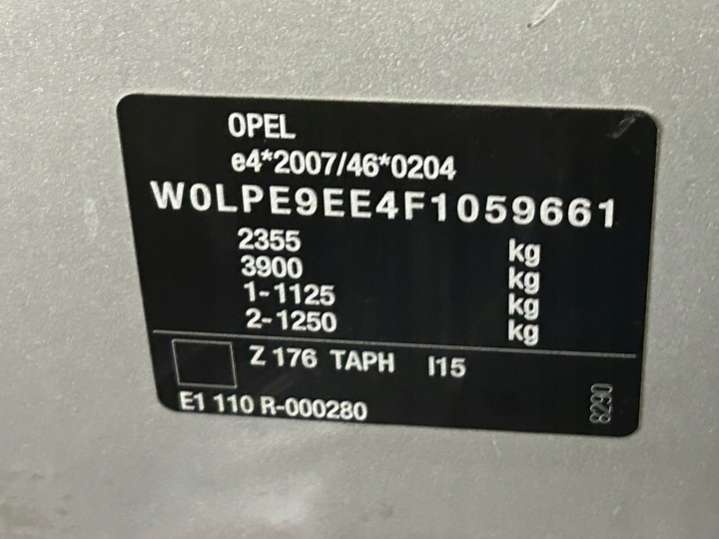 OPEL
e4*2007/46*0204
W0LPE9EE4F1059661
2355 kg
3900 kg
1-1125 kg
2-1250 kg
Z 176 TAPH I15
E1 110 R-000280
8290